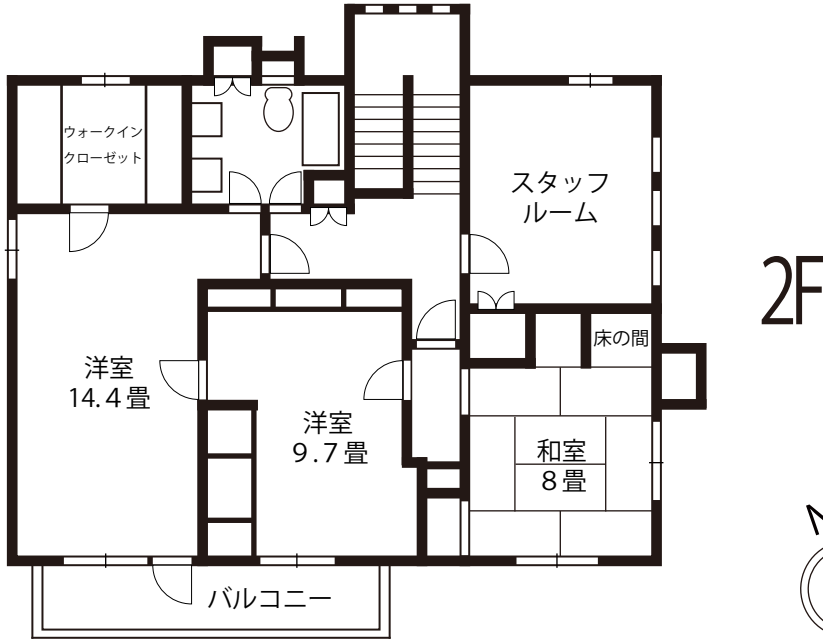 ウォークイン
クローゼット
スタッフ
ルーム
2F
床の間
洋室
14.4畳
洋室
9.7畳
和室
8畳
バルコニー
N